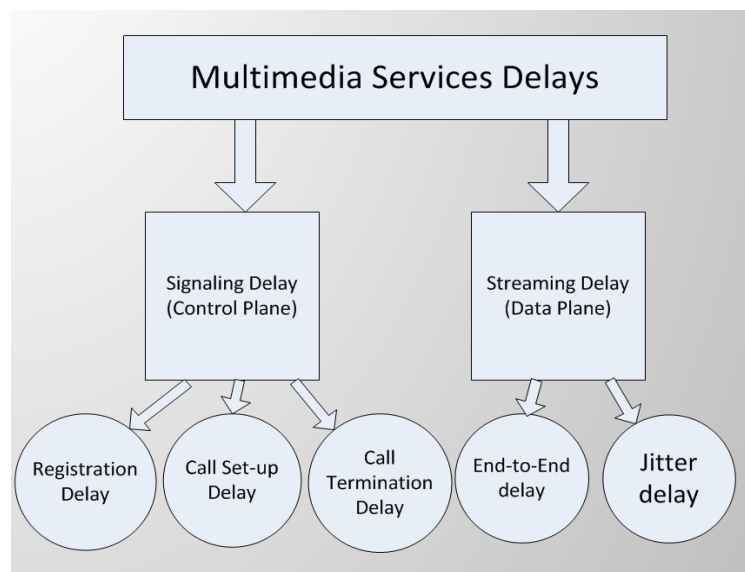 Multimedia Services Delays
Signaling Delay
(Control Plane)
Streaming Delay
(Data Plane)
Registration
Delay
Call Set-up
Delay
Call
Termination
Delay
End-to-End
delay
Jitter
delay